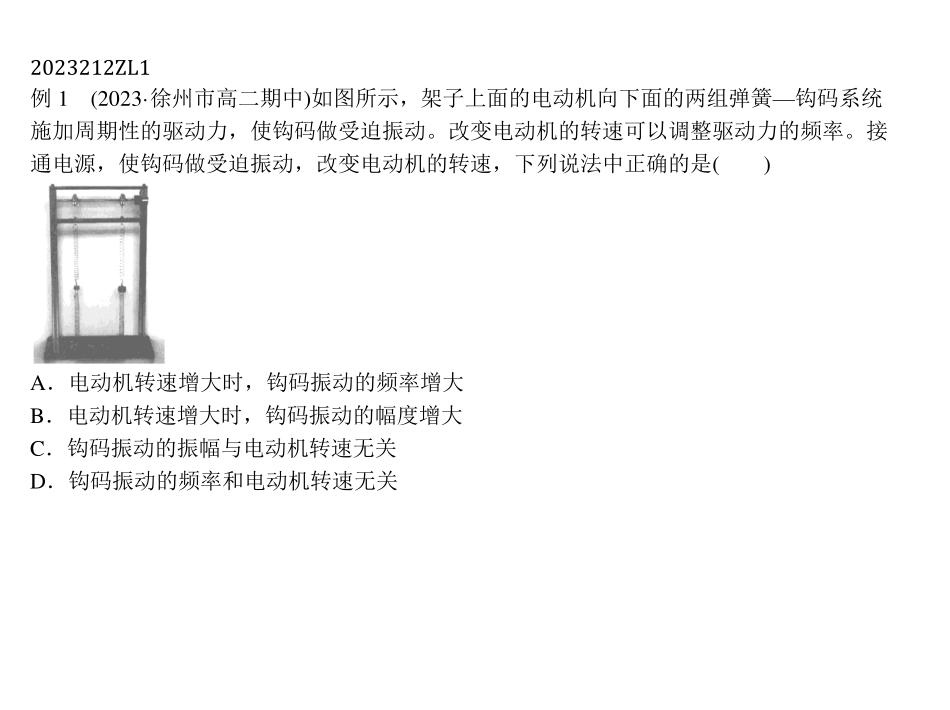 2023212ZL1
例 1　(2023·徐州市高二期中)如图所示，架子上面的电动机向下面的两组弹簧—钩码系统
施加周期性的驱动力，使钩码做受迫振动。改变电动机的转速可以调整驱动力的频率。接
通电源，使钩码做受迫振动，改变电动机的转速，下列说法中正确的是(　　)
A．电动机转速增大时，钩码振动的频率增大
B．电动机转速增大时，钩码振动的幅度增大
C．钩码振动的振幅与电动机转速无关
D．钩码振动的频率和电动机转速无关